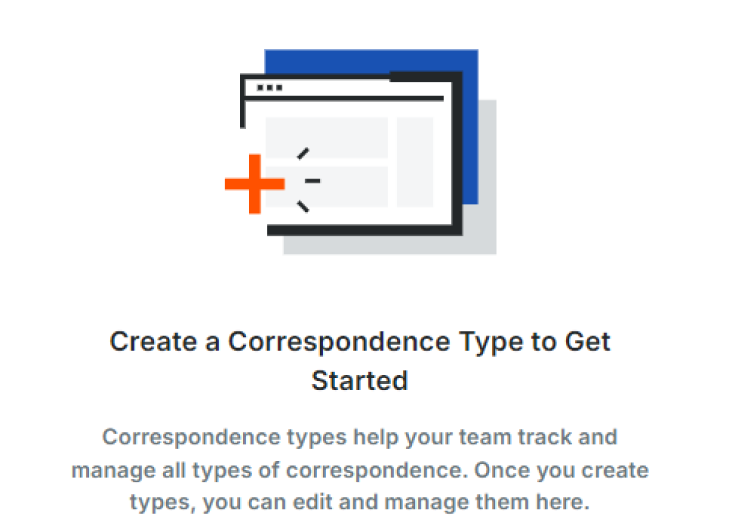 Create a Correspondence Type to Get
Started
Correspondence types help your team track and
manage all types of correspondence. Once you create
types, you can edit and manage them here.